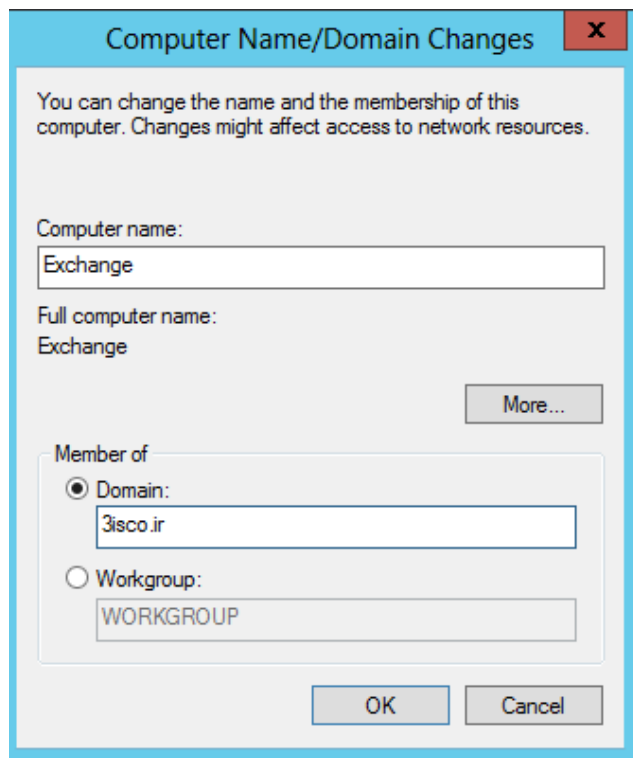 Computer Name/Domain Changes
x
You can change the name and the membership of this
computer. Changes might affect access to network resources.
Computer name:
Exchange
Full computer name:
Exchange
More...
Member of
Domain:
3isco.ir
Workgroup:
WORKGROUP
OK
Cancel